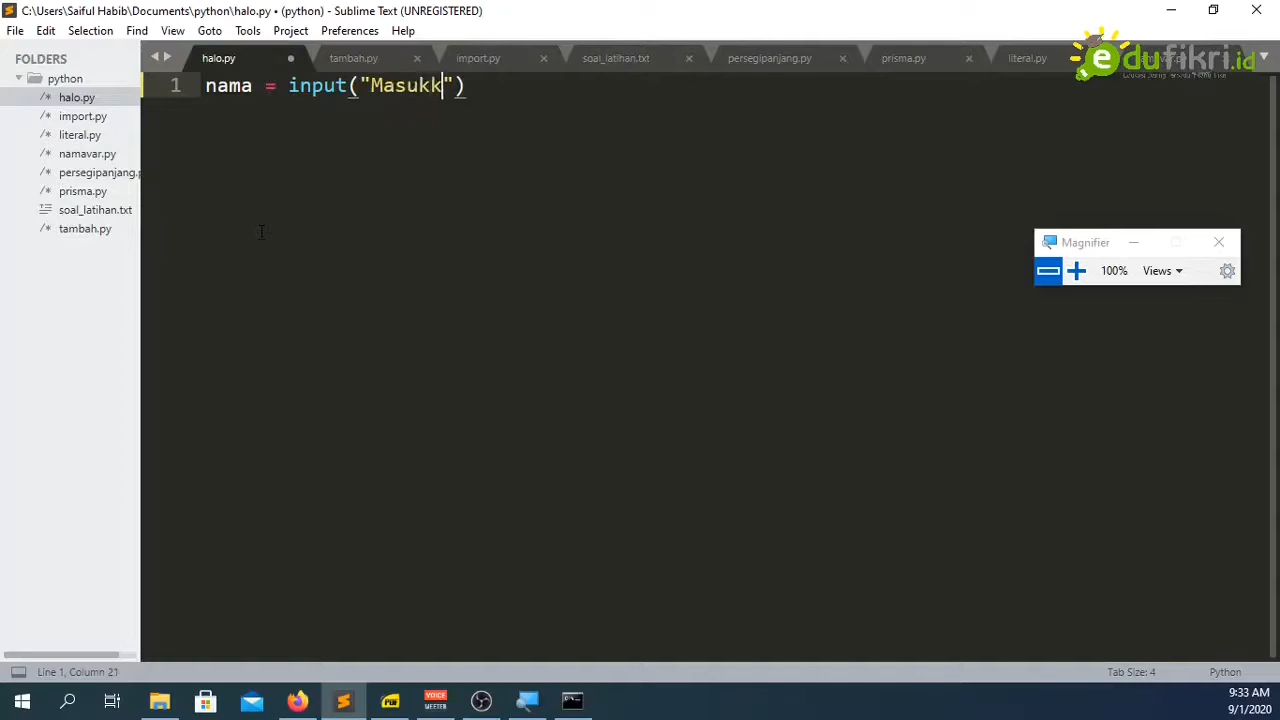 C:\Users\Saiful Habib\Documents\python\halo.py • (python) - Sublime Text (UNREGISTERED)
File Edit Selection Find View Goto Tools Project Preferences Help
edufikri.id
FOLDERS
python
halo.py
import.py
literal.py
namavar.py
persegipanjang.p
prisma.py
soal_latihan.txt
tambah.py
halo.py tambah.py import.py soal_latihan.txt persegipanjang.py prisma.py literal.py
1 nama = input("Masukk")
Magnifier
100% Views
Line 1, Column 21 Tab Size: 4 Python
PDF VOICE MEETER
9:33 AM
9/1/2020